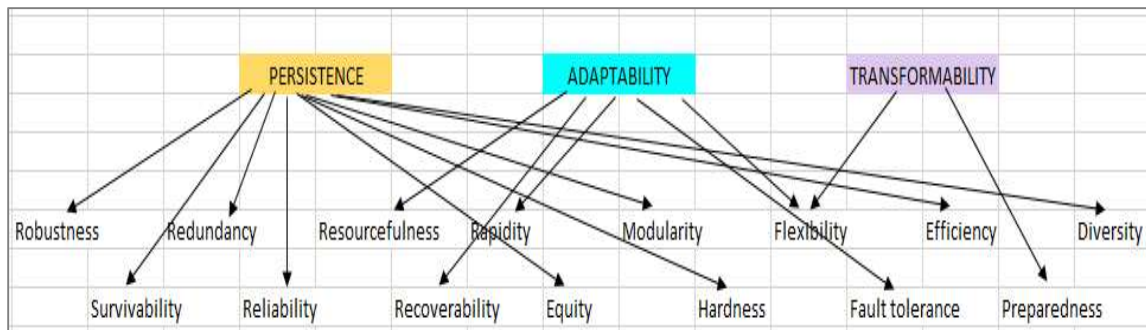 PERSISTENCE ADAPTABILITY TRANSFORMABILITY
Robustness Redundancy Resourcefulness Rapidity Modularity Flexibility Efficiency Diversity
Survivability Reliability Recoverability Equity Hardness Fault tolerance Preparedness